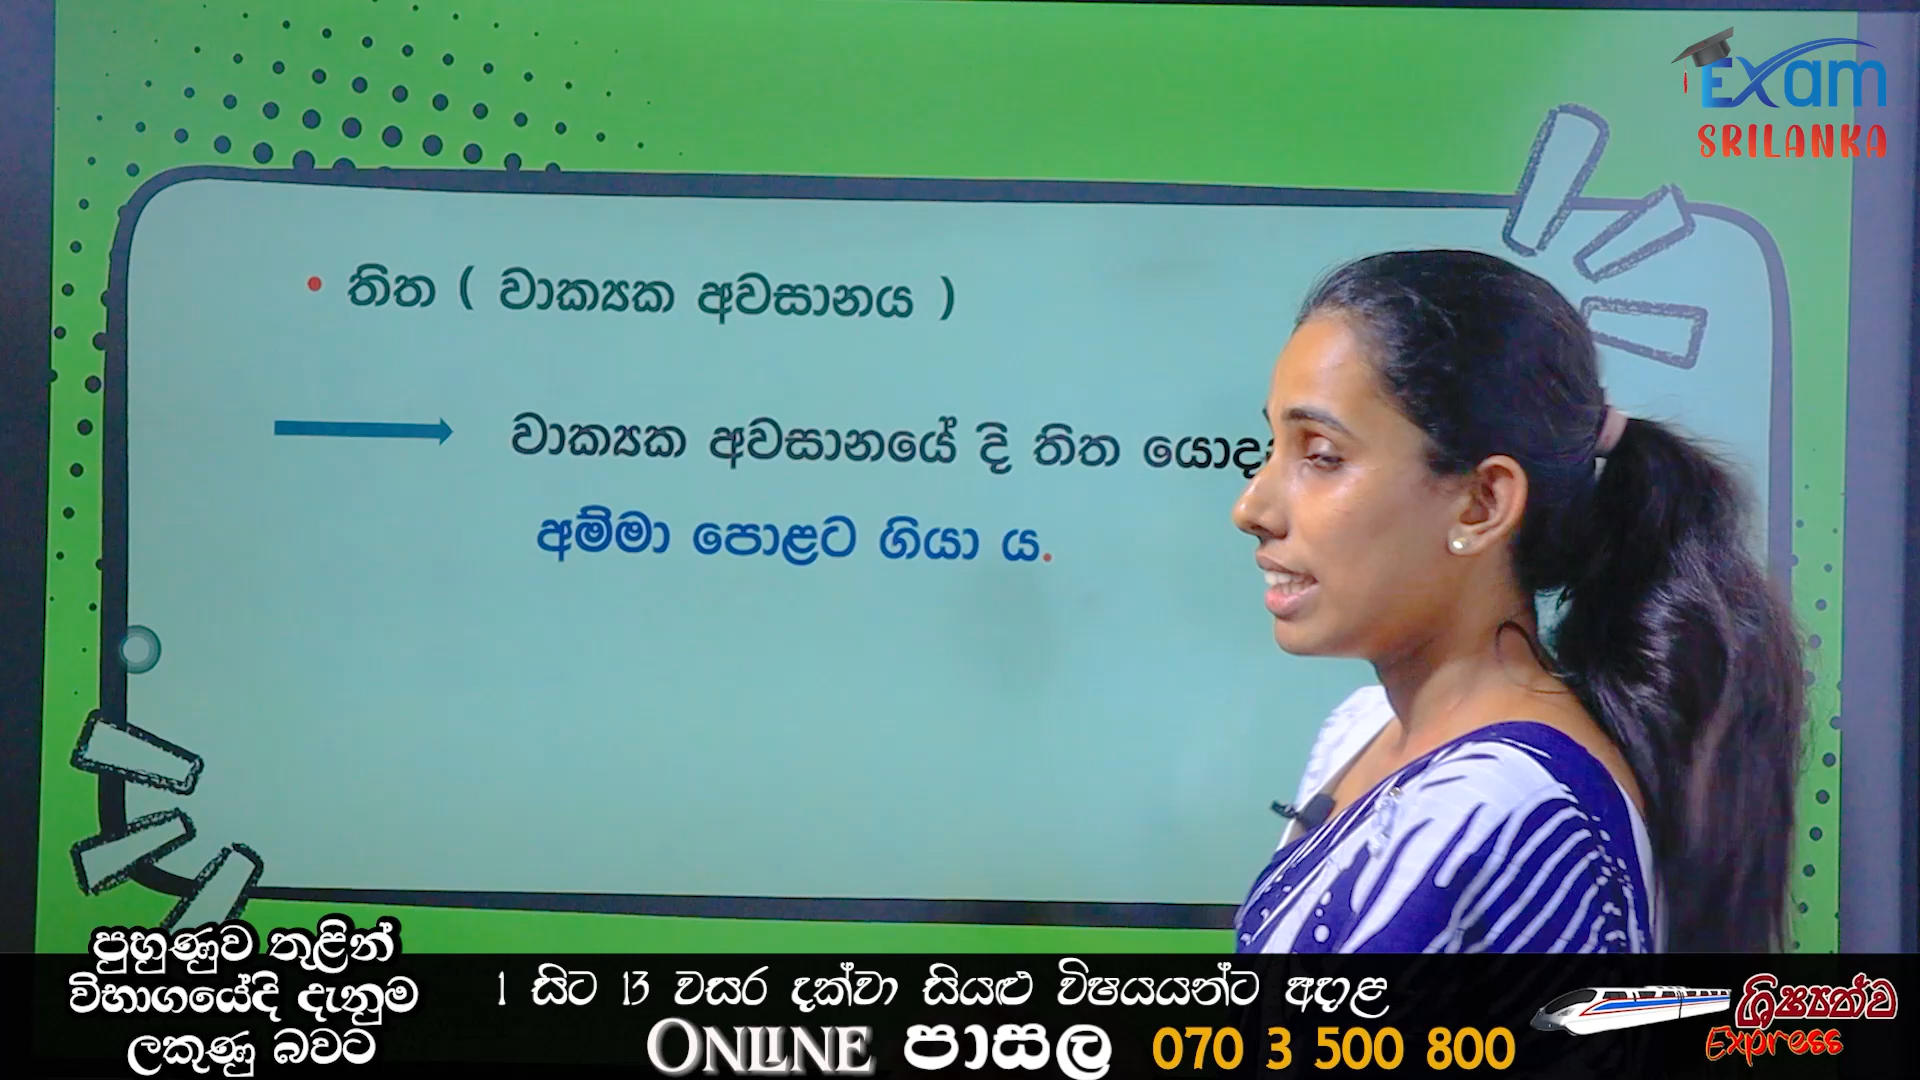 Exam
SRILANKA
• තිත ( වාක්‍යක අවසානය )
වාක්‍යක අවසානයේ දි තිත
අම්මා පොළට ගියා ය.
පුහුණුව තුළින්
විභාගයේදි දැනුම
ලකුණු බවට
1 සිට 13 වසර දක්වා සියළු විෂයයන්ට අදාළ
ONLINE පාසල 070 3 500 800
ශිෂ්‍යත්ව
Express